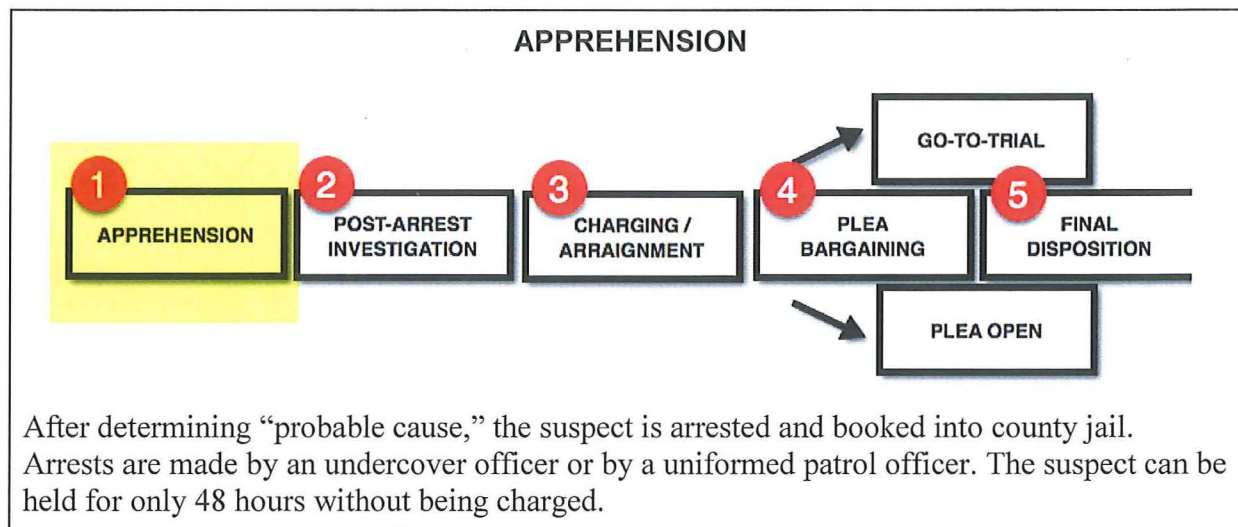 APPREHENSION
GO-TO-TRIAL
1
APPREHENSION
2
POST-ARREST
INVESTIGATION
3
CHARGING /
ARRAIGNMENT
4
PLEA
BARGAINING
5
FINAL
DISPOSITION
PLEA OPEN
After determining “probable cause,” the suspect is arrested and booked into county jail.
Arrests are made by an undercover officer or by a uniformed patrol officer. The suspect can be
held for only 48 hours without being charged.